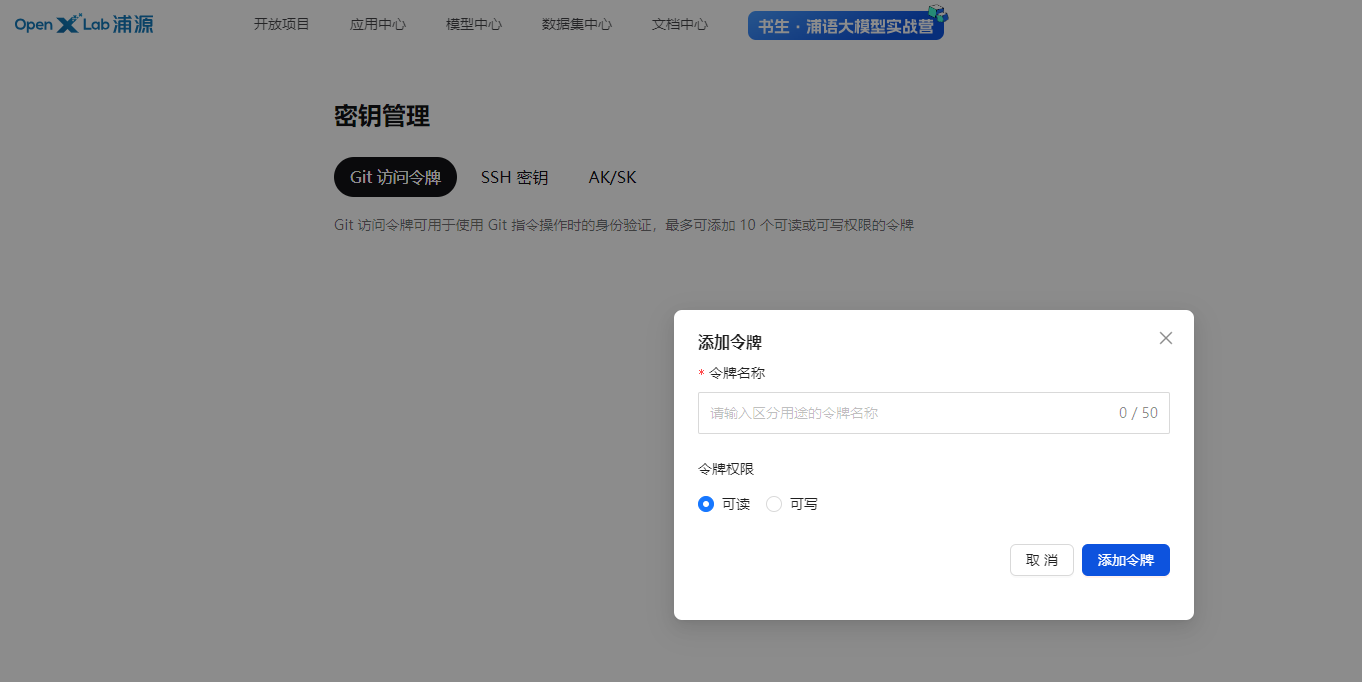 OpenXLab浦源
开放项目 应用中心 模型中心 数据集中心 文档中心 书生·浦语大模型实战营
密钥管理
Git 访问令牌 SSH 密钥 AK/SK
Git 访问令牌可用于使用 Git 指令操作时的身份验证，最多可添加 10 个可读或可写权限的令牌
添加令牌
* 令牌名称
请输入区分用途的令牌名称 0 / 50
令牌权限
可读 可写
取 消 添加令牌